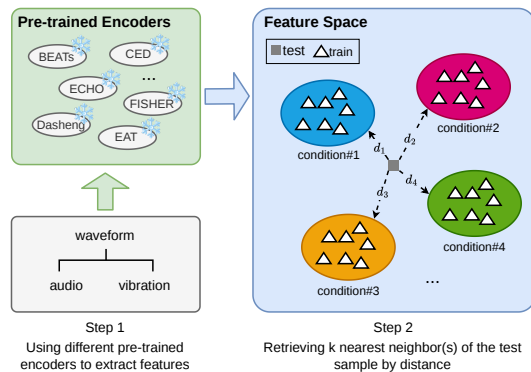 Pre-trained Encoders
BEATs
CED
...
ECHO
FISHER
Dasheng
EAT
waveform
audio
vibration
Step 1
Using different pre-trained
encoders to extract features
Feature Space
test
train
condition#1
condition#2
d1
d2
d3
d4
condition#3
condition#4
...
Step 2
Retrieving k nearest neighbor(s) of the test
sample by distance